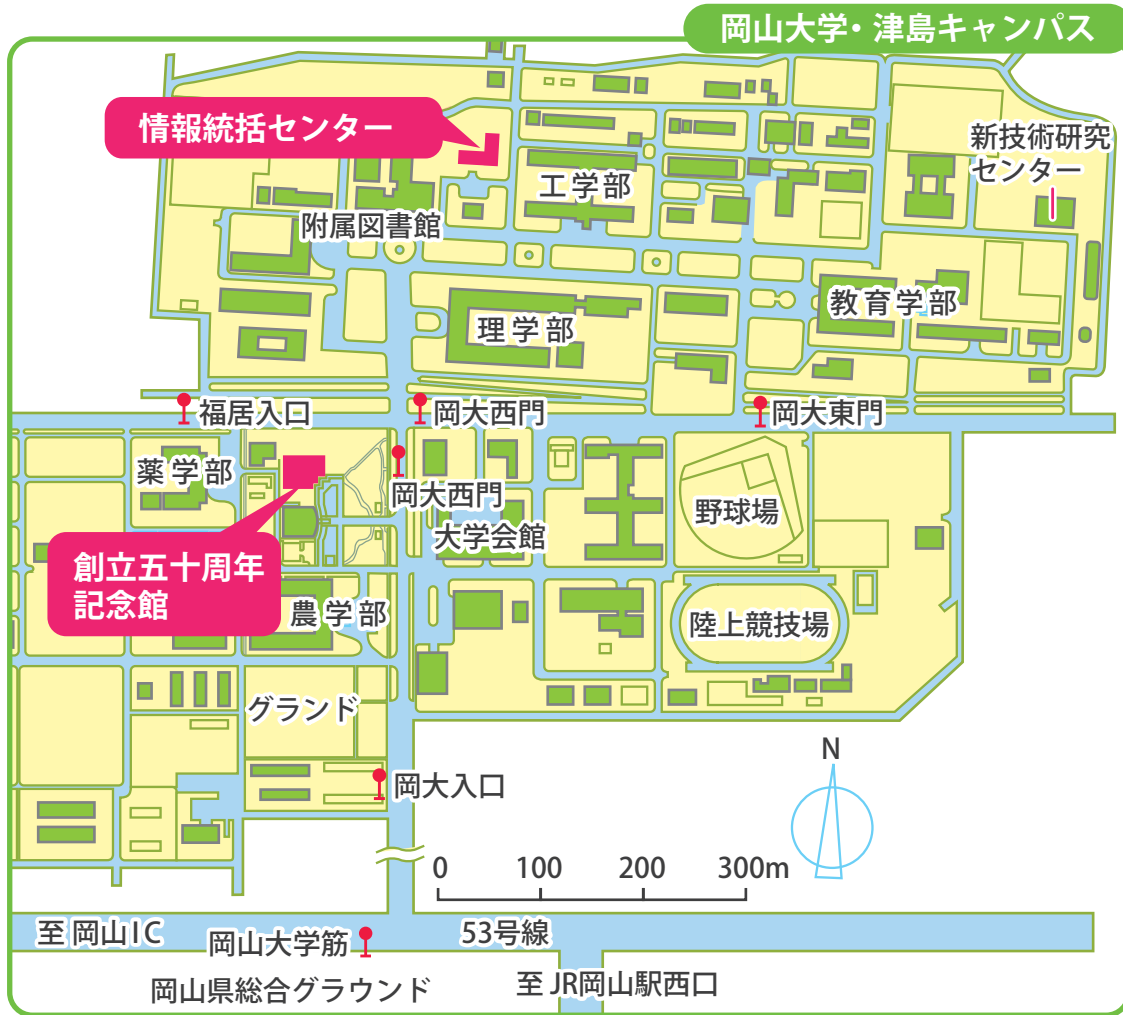 岡山大学・津島キャンパス
情報統括センター
新技術研究
センター
工学部
附属図書館
教育学部
理学部
福居入口
岡大西門
岡大東門
薬学部
岡大西門
野球場
大学会館
創立五十周年
記念館
農学部
陸上競技場
グランド
N
岡大入口
0 100 200 300m
至 岡山IC
岡山大学筋
53号線
岡山県総合グラウンド
至 JR岡山駅西口